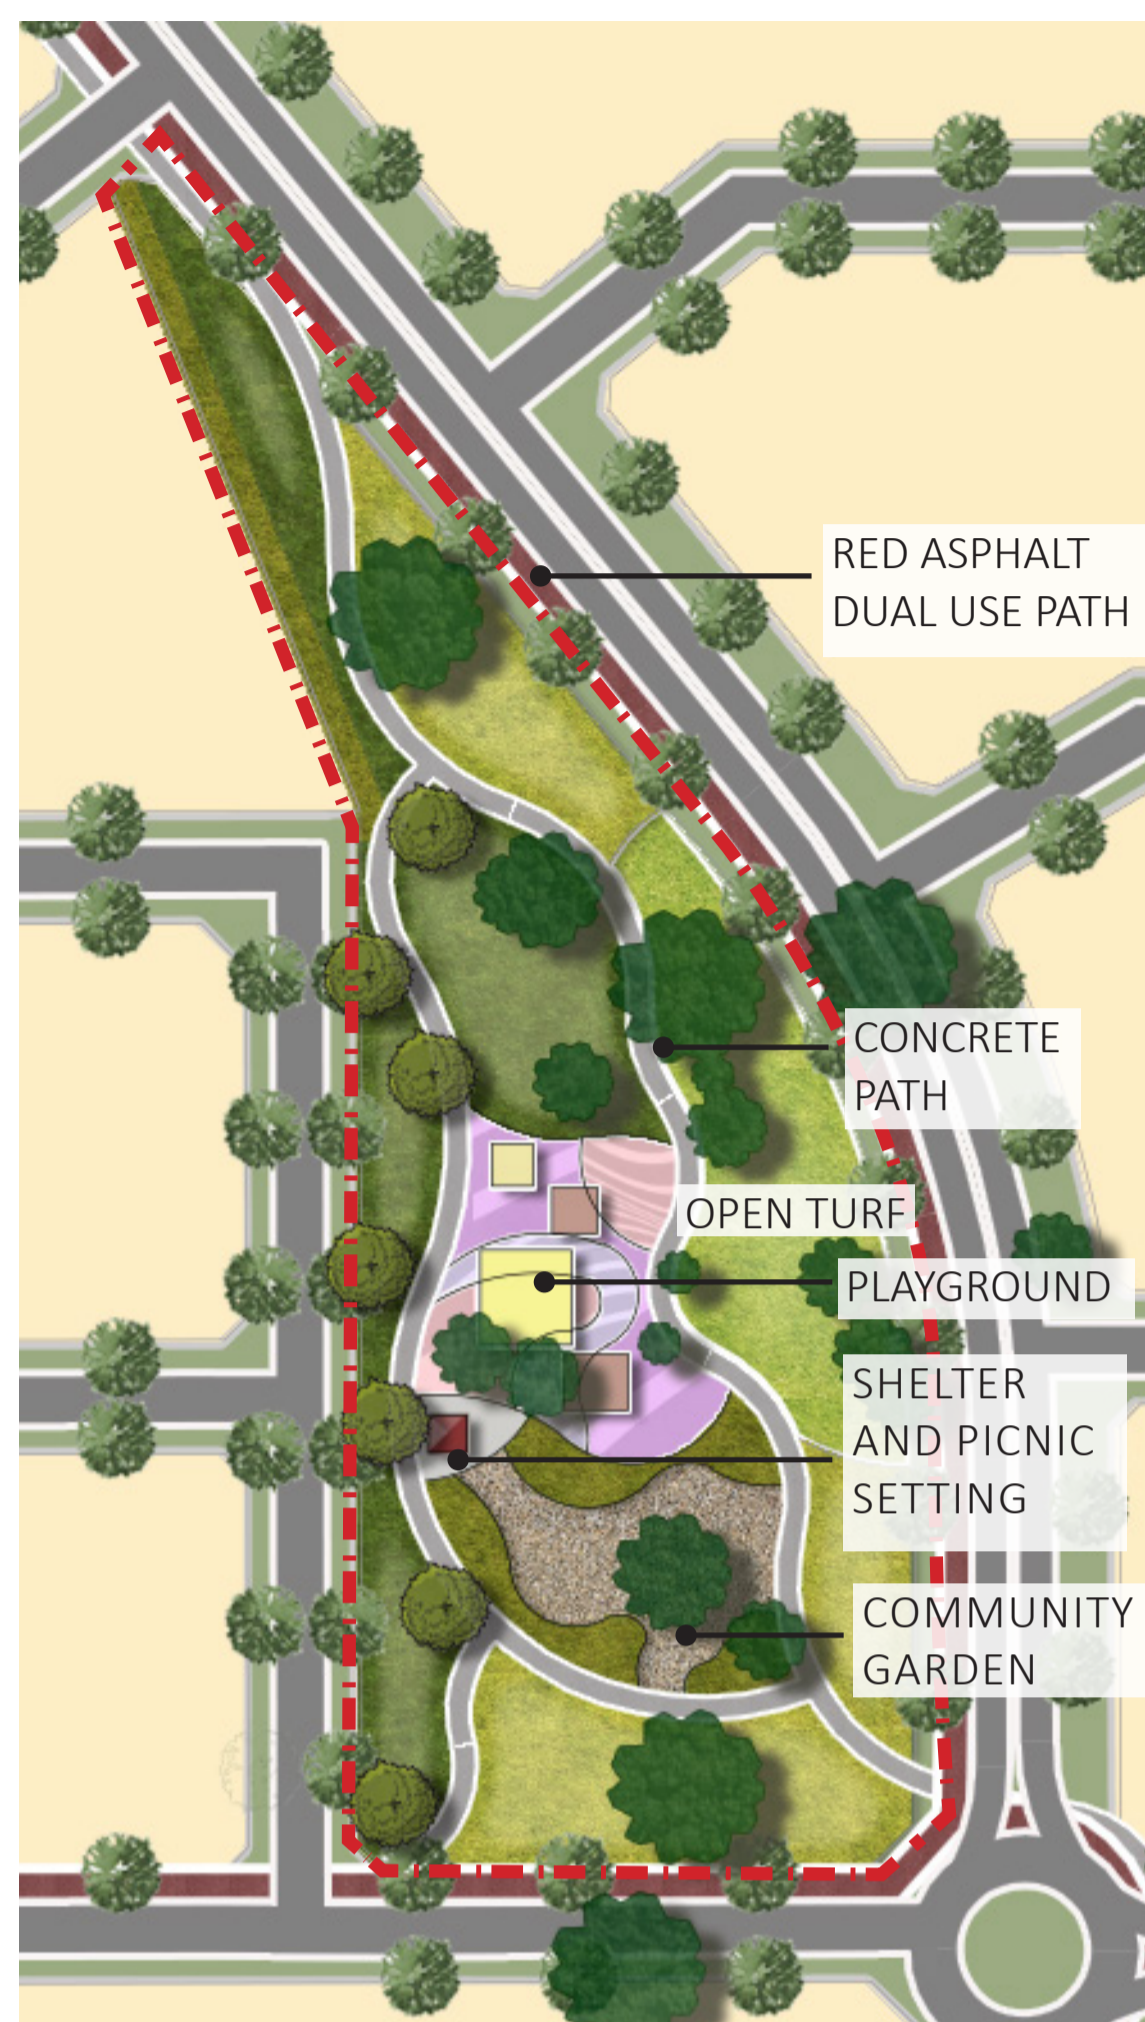 RED ASPHALT
DUAL USE PATH
CONCRETE
PATH
OPEN TURF
PLAYGROUND
SHELTER
AND PICNIC
SETTING
COMMUNITY
GARDEN